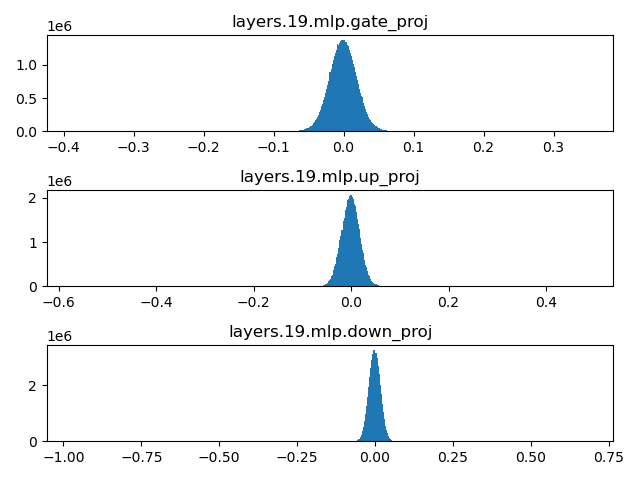 layers.19.mlp.gate_proj
1e6
1.0
0.5
0.0
−0.4 −0.3 −0.2 −0.1 0.0 0.1 0.2 0.3
layers.19.mlp.up_proj
1e6
2
1
0
−0.6 −0.4 −0.2 0.0 0.2 0.4
layers.19.mlp.down_proj
1e6
2
0
−1.00 −0.75 −0.50 −0.25 0.00 0.25 0.50 0.75